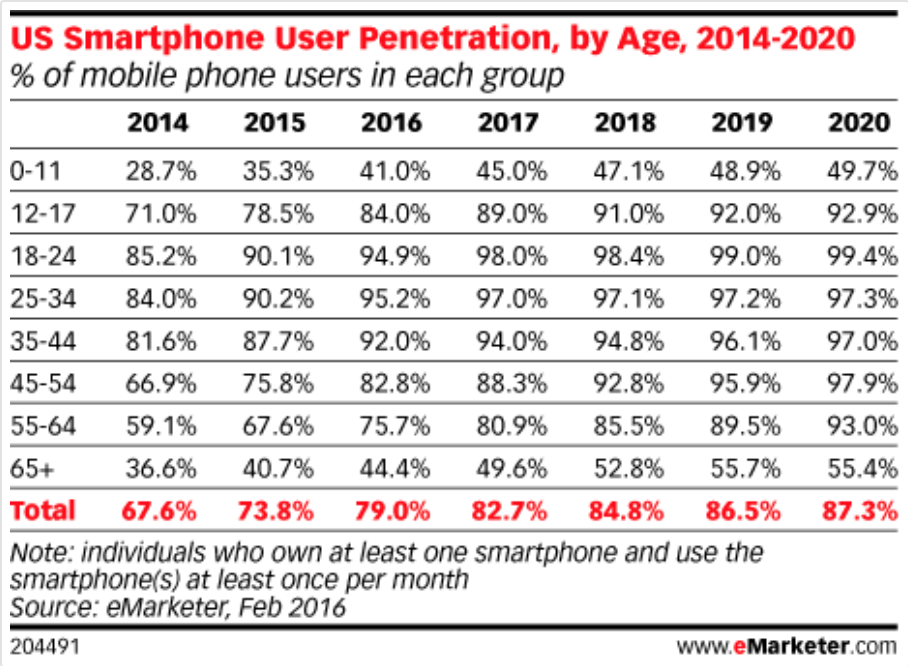 US Smartphone User Penetration, by Age, 2014-2020
% of mobile phone users in each group
2014 2015 2016 2017 2018 2019 2020
0-11 28.7% 35.3% 41.0% 45.0% 47.1% 48.9% 49.7%
12-17 71.0% 78.5% 84.0% 89.0% 91.0% 92.0% 92.9%
18-24 85.2% 90.1% 94.9% 98.0% 98.4% 99.0% 99.4%
25-34 84.0% 90.2% 95.2% 97.0% 97.1% 97.2% 97.3%
35-44 81.6% 87.7% 92.0% 94.0% 94.8% 96.1% 97.0%
45-54 66.9% 75.8% 82.8% 88.3% 92.8% 95.9% 97.9%
55-64 59.1% 67.6% 75.7% 80.9% 85.5% 89.5% 93.0%
65+ 36.6% 40.7% 44.4% 49.6% 52.8% 55.7% 55.4%
Total 67.6% 73.8% 79.0% 82.7% 84.8% 86.5% 87.3%
Note: individuals who own at least one smartphone and use the
smartphone(s) at least once per month
Source: eMarketer, Feb 2016
204491 www.eMarketer.com